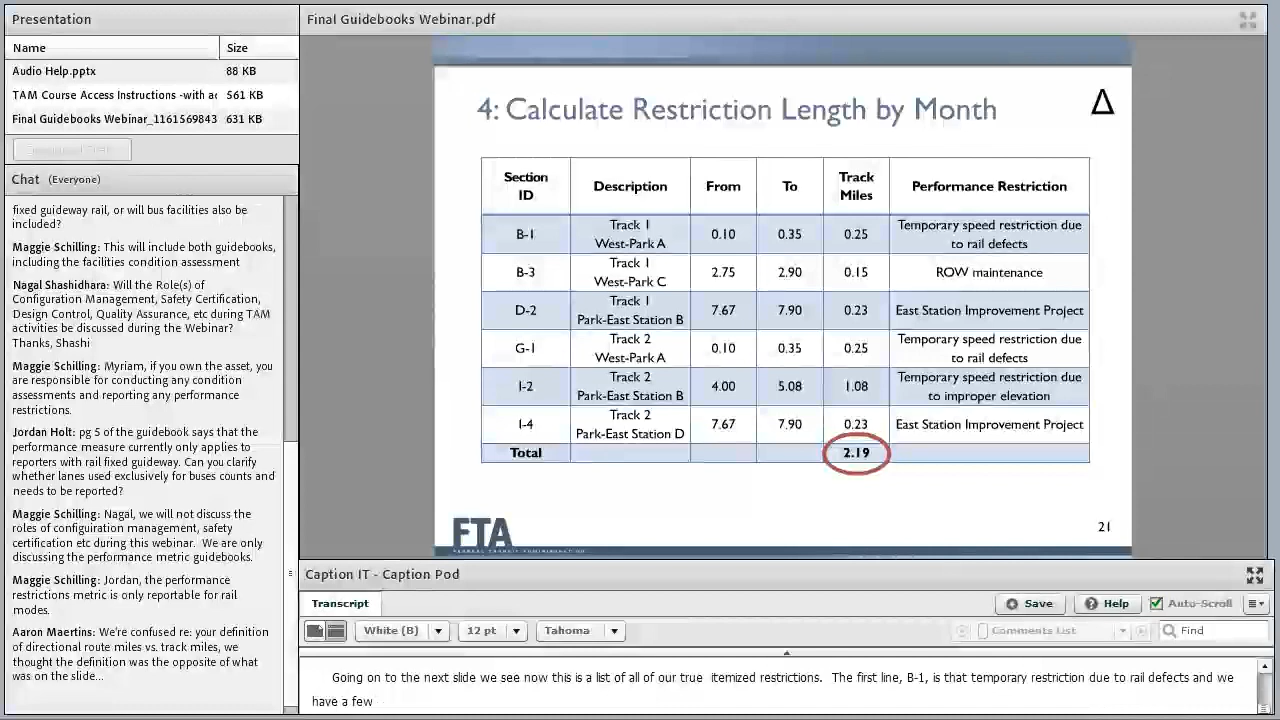 Presentation
Name Size
Audio Help.pptx 88 KB
TAM Course Access Instructions -with ac 561 KB
Final Guidebooks Webinar_1161569843 631 KB
Chat (Everyone)
fixed guideway rail, or will bus facilities also be
included?
Maggie Schilling: This will include both guidebooks,
including the facilities condition assessment
Nagal Shashidhara: Will the Role(s) of
Configuration Management, Safety Certification,
Design Control, Quality Assurance, etc during TAM
activities be discussed during the Webinar?
Thanks, Shashi
Maggie Schilling: Myriam, if you own the asset, you
are responsible for conducting any condition
assessments and reporting any performance
restrictions.
Jordan Holt: pg 5 of the guidebook says that the
performance measure currently only applies to
reporters with rail fixed guideway. Can you clarify
whether lanes used exclusively for buses counts and
needs to be reported?
Maggie Schilling: Nagal, we will not discuss the
roles of configuiration management, safety
certification etc during this webinar. We are only
discussing the performance metric guidebooks.
Maggie Schilling: Jordan, the performance
restrictions metric is only reportable for rail
modes.
Aaron Maertins: We're confused re: your definition
of directional route miles vs. track miles, we
thought the definition was the opposite of what
was on the slide...
Final Guidebooks Webinar.pdf
4: Calculate Restriction Length by Month Δ
Section
ID
Description
From
To
Track
Miles
Performance Restriction
B-1
Track 1
West-Park A
0.10
0.35
0.25
Temporary speed restriction due
to rail defects
B-3
Track 1
West-Park C
2.75
2.90
0.15
ROW maintenance
D-2
Track 1
Park-East Station B
7.67
7.90
0.23
East Station Improvement Project
G-1
Track 2
West-Park A
0.10
0.35
0.25
Temporary speed restriction due
to rail defects
I-2
Track 2
Park-East Station B
4.00
5.08
1.08
Temporary speed restriction due
to improper elevation
I-4
Track 2
Park-East Station D
7.67
7.90
0.23
East Station Improvement Project
Total
2.19
FTA
FEDERAL TRANSIT ADMINISTRATION
21
Caption IT - Caption Pod
Transcript
Save
Help
Auto-Scroll
White (B)
12 pt
Tahoma
Comments List
Find
Going on to the next slide we see now this is a list of all of our true itemized restrictions. The first line, B-1, is that temporary restriction due to rail defects and we
have a few